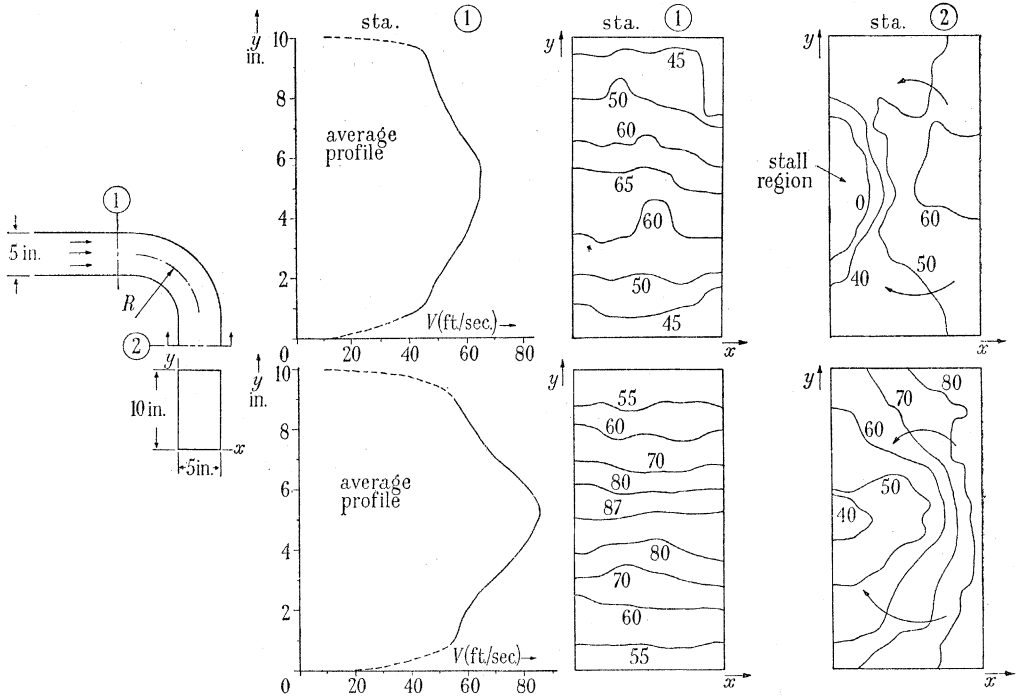 sta. 1
y
in.
10
8
6
4
2
0
average
profile
V(ft/sec.)
20 40 60 80
sta. 1
y
45
50
60
65
60
50
45
x
sta. 2
y
stall
region
0
40
50
60
x
1
5 in.
R
2
y
10 in.
x
5 in.
y
in.
10
8
6
4
2
0
average
profile
V(ft/sec.)
20 40 60 80
y
55
60
70
80
87
80
70
60
55
x
y
80
70
60
50
40
x